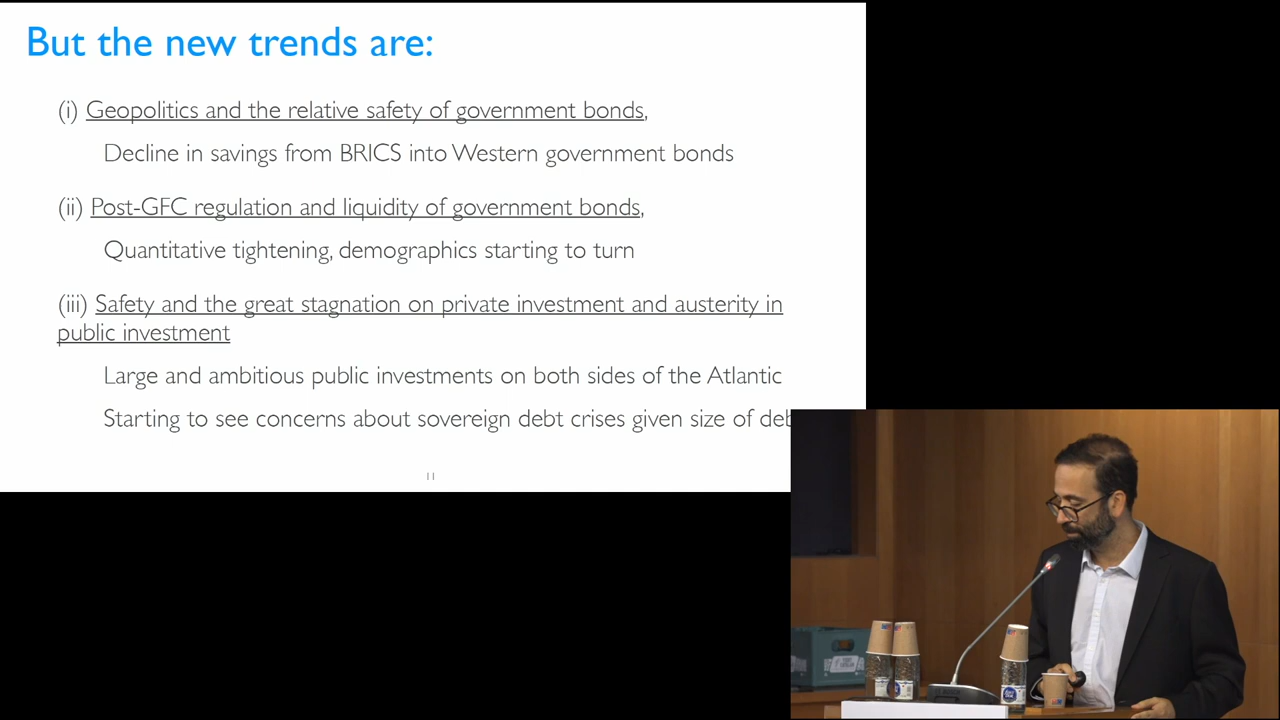 But the new trends are:
(i) Geopolitics and the relative safety of government bonds,
Decline in savings from BRICS into Western government bonds
(ii) Post-GFC regulation and liquidity of government bonds,
Quantitative tightening, demographics starting to turn
(iii) Safety and the great stagnation on private investment and austerity in
public investment
Large and ambitious public investments on both sides of the Atlantic
Starting to see concerns about sovereign debt crises given size of deb
11